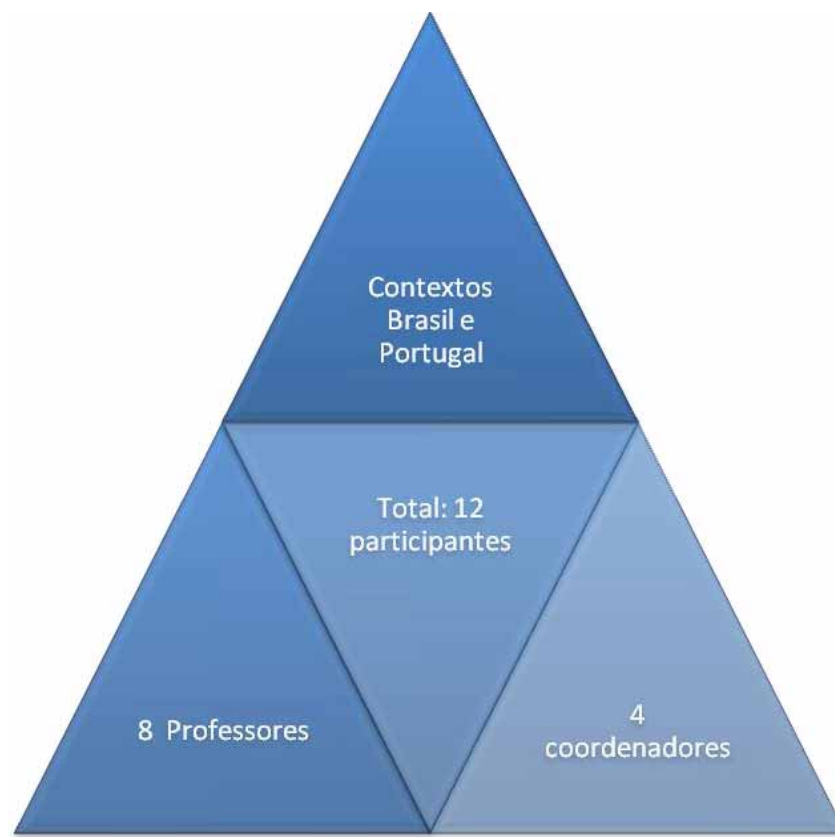 Contextos
Brasil e
Portugal
Total: 12
participantes
8 Professores
4
coordenadores